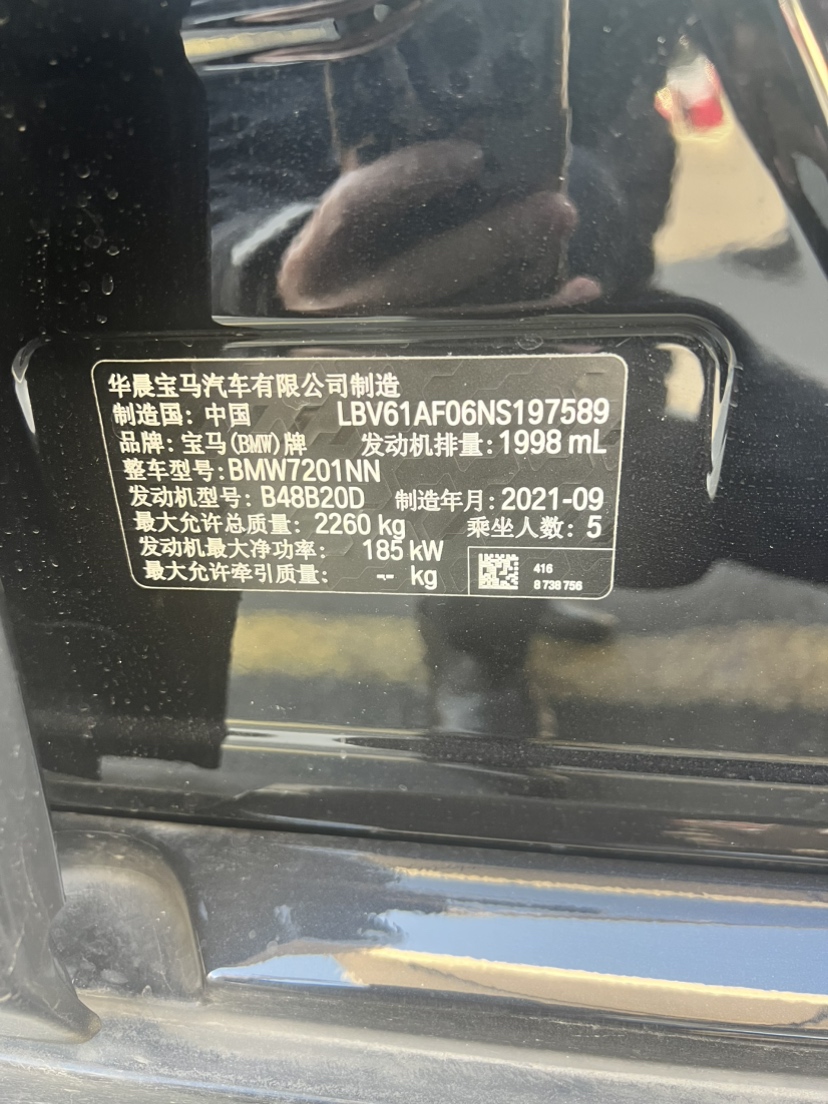 华晨宝马汽车有限公司制造
制造国: 中国 LBV61AF06NS197589
品牌: 宝马(BMW)牌 发动机排量: 1998 mL
整车型号: BMW7201NN
发动机型号: B48B20D 制造年月: 2021-09
最大允许总质量: 2260 kg 乘坐人数: 5
发动机最大净功率: 185 kW
最大允许牵引质量: -- kg
416
8 738 756